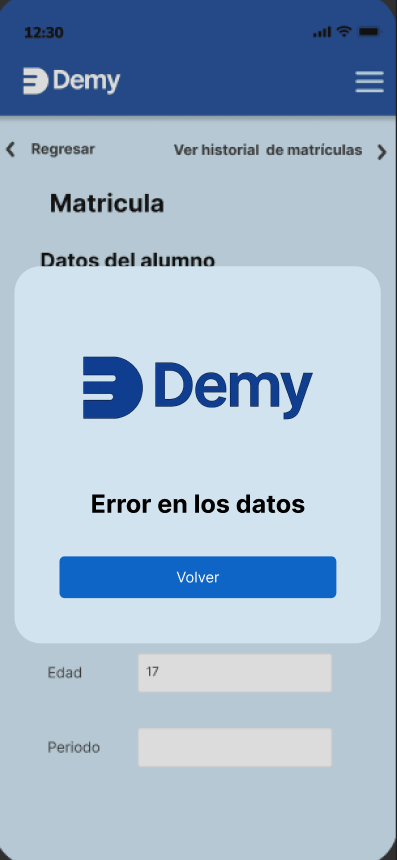 12:30
Demy
Regresar
Ver historial de matrículas
Matricula
Datos del alumno
Demy
Error en los datos
Volver
Edad
17
Periodo